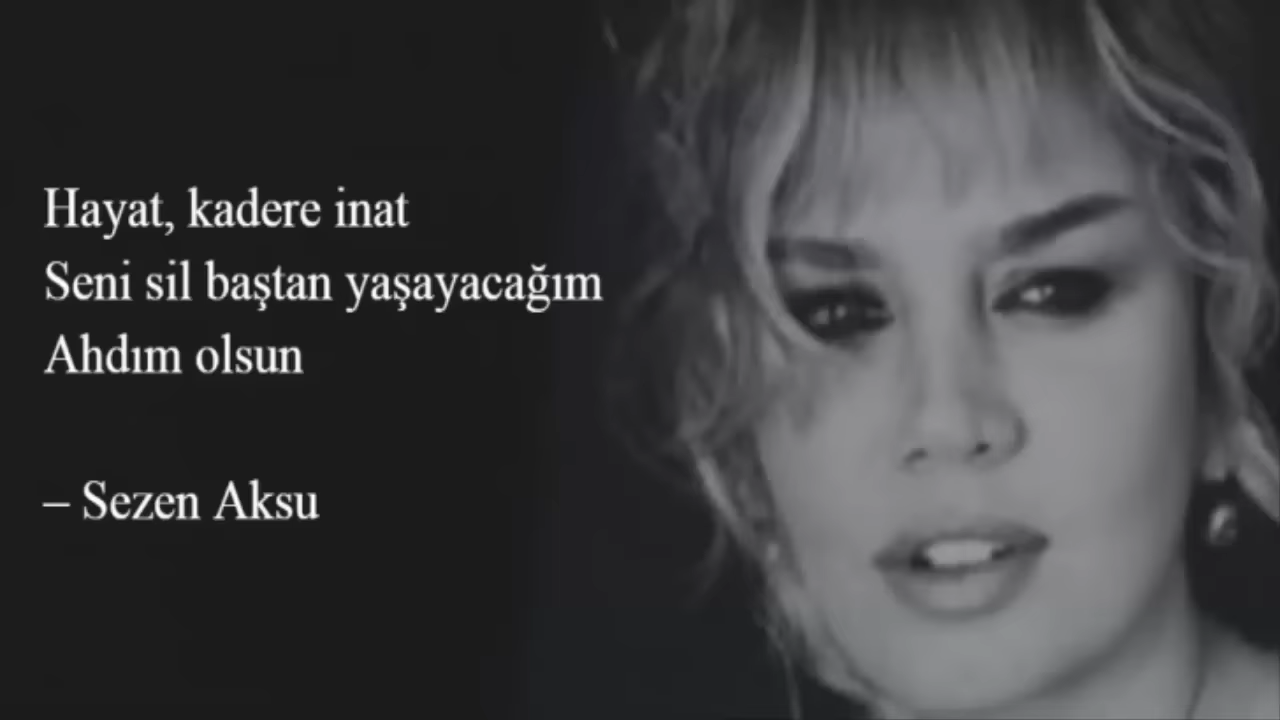 Hayat, kadere inat
Seni sil baştan yaşayacağım
Ahdım olsun
– Sezen Aksu